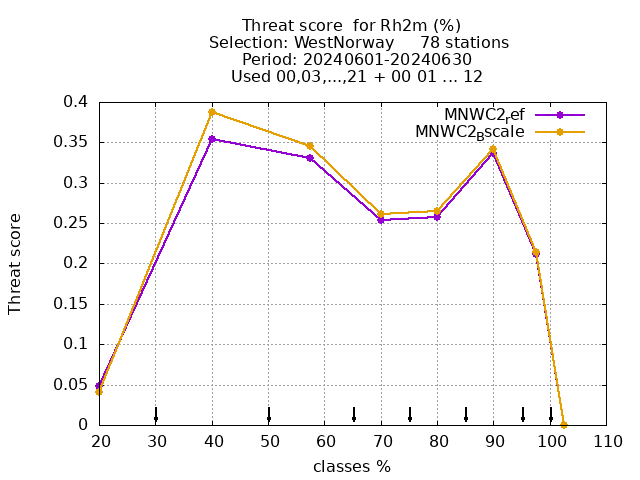 Threat score  for Rh2m (%)
Selection: WestNorway     78 stations
Period: 20240601-20240630
Used 00,03,...,21 + 00 01 ... 12
MNWC2ref
MNWC2Bscale
0.4
0.35
0.3
0.25
0.2
0.15
0.1
0.05
0
Threat score
20 30 40 50 60 70 80 90 100 110
classes %